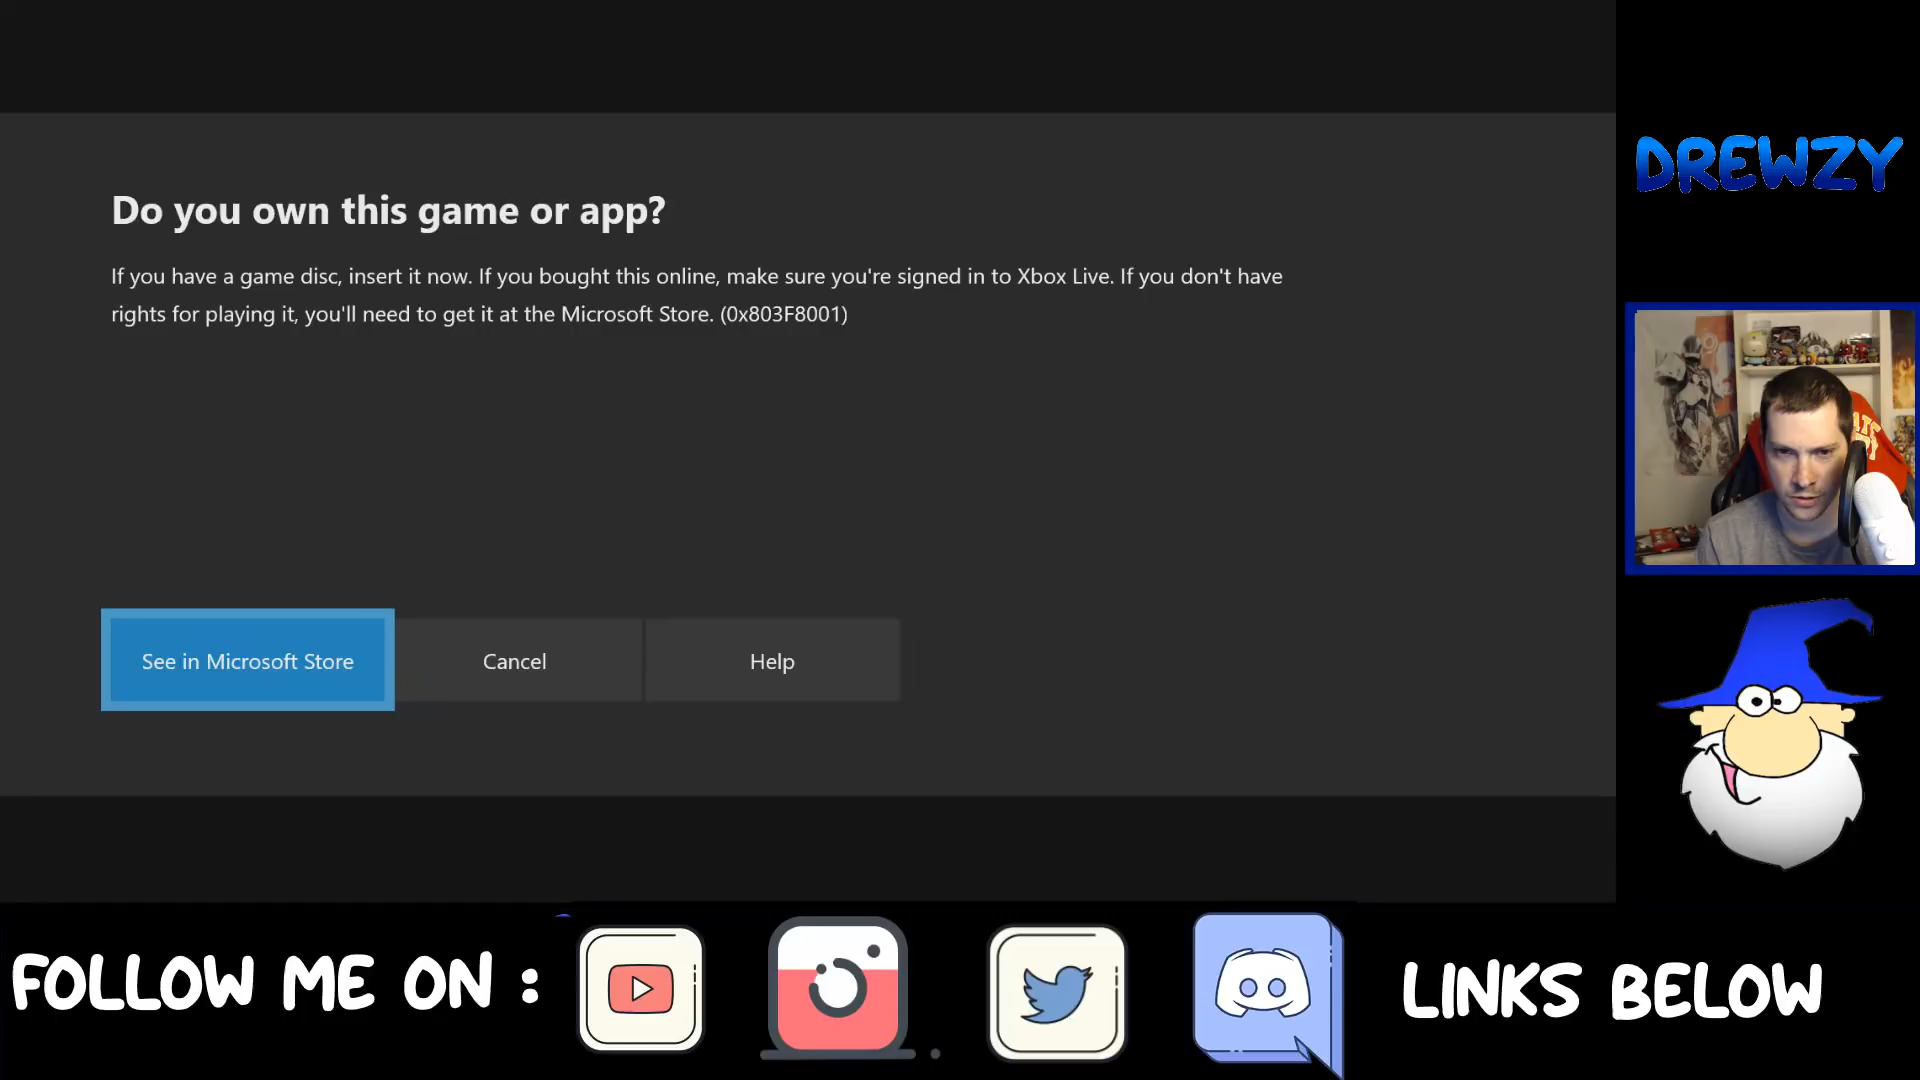 DREWZY
Do you own this game or app?
If you have a game disc, insert it now. If you bought this online, make sure you're signed in to Xbox Live. If you don't have
rights for playing it, you'll need to get it at the Microsoft Store. (0x803F8001)
See in Microsoft Store
Cancel
Help
FOLLOW ME ON :
LINKS BELOW